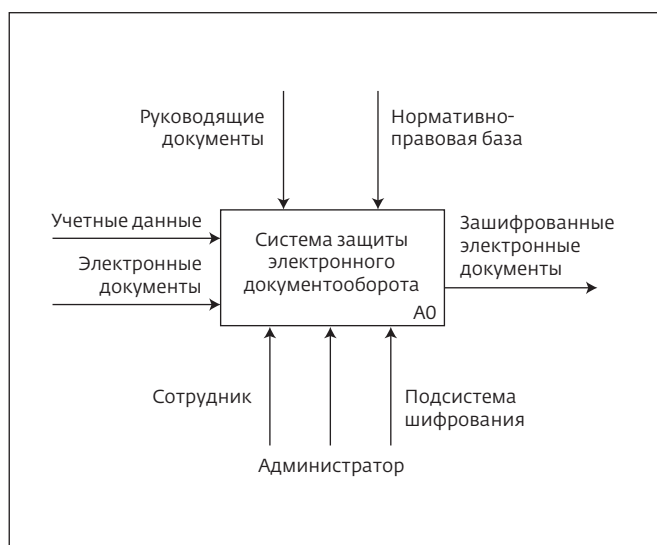 Руководящие
документы
Нормативно-
правовая база
Учетные данные
Электронные
документы
Система защиты
электронного
документооборота
А0
Зашифрованные
электронные
документы
Сотрудник
Подсистема
шифрования
Администратор